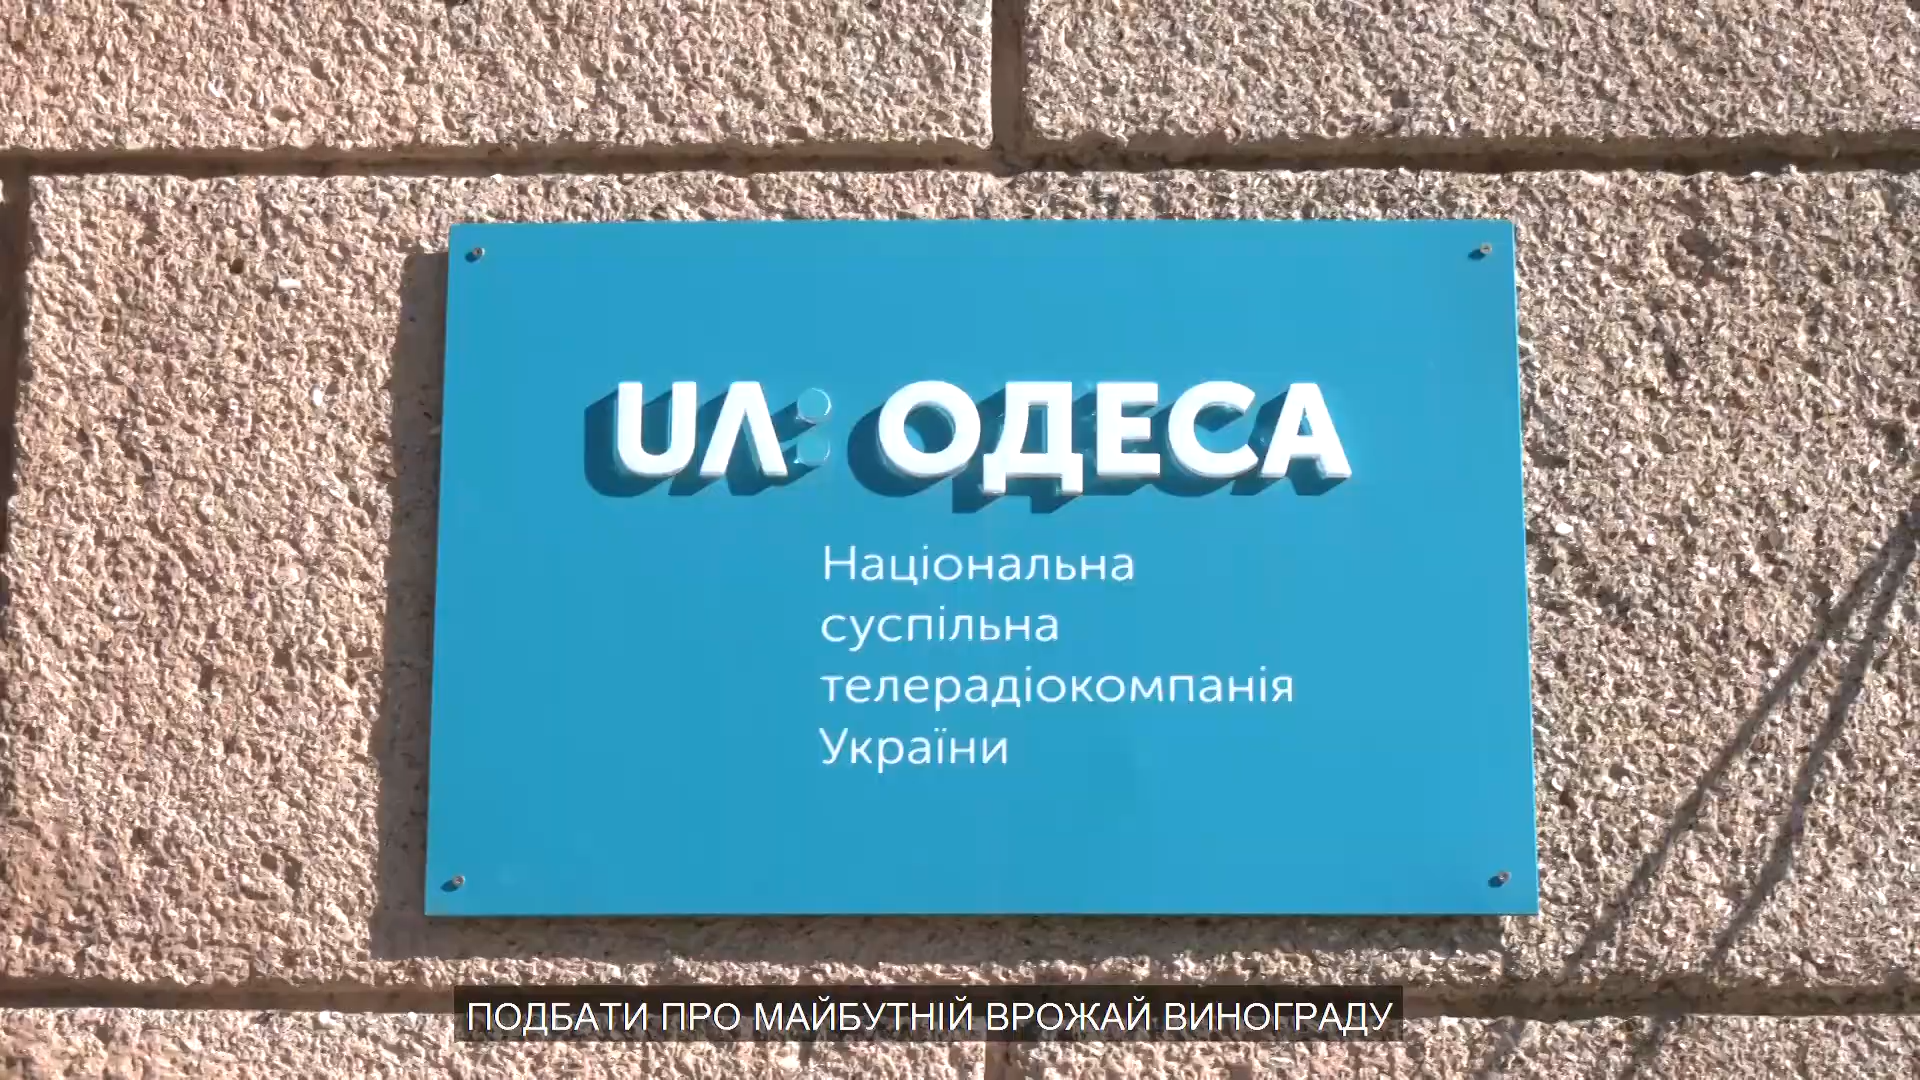 UA: ОДЕСА
Національна
суспільна
телерадіокомпанія
України
ПОДБАТИ ПРО МАЙБУТНІЙ ВРОЖАЙ ВИНОГРАДУ